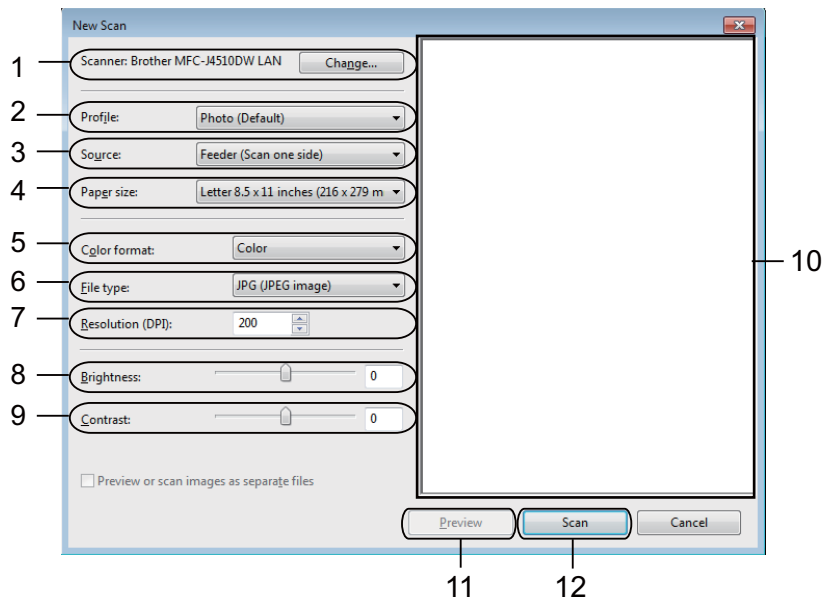 New Scan
1 Scanner: Brother MFC-J4510DW LAN Change...
2 Profile: Photo (Default)
3 Source: Feeder (Scan one side)
4 Paper size: Letter 8.5 x 11 inches (216 x 279 m
5 Color format: Color
6 File type: JPG (JPEG image)
7 Resolution (DPI): 200
8 Brightness: 0
9 Contrast: 0
10
Preview or scan images as separate files
Preview Scan Cancel
11 12